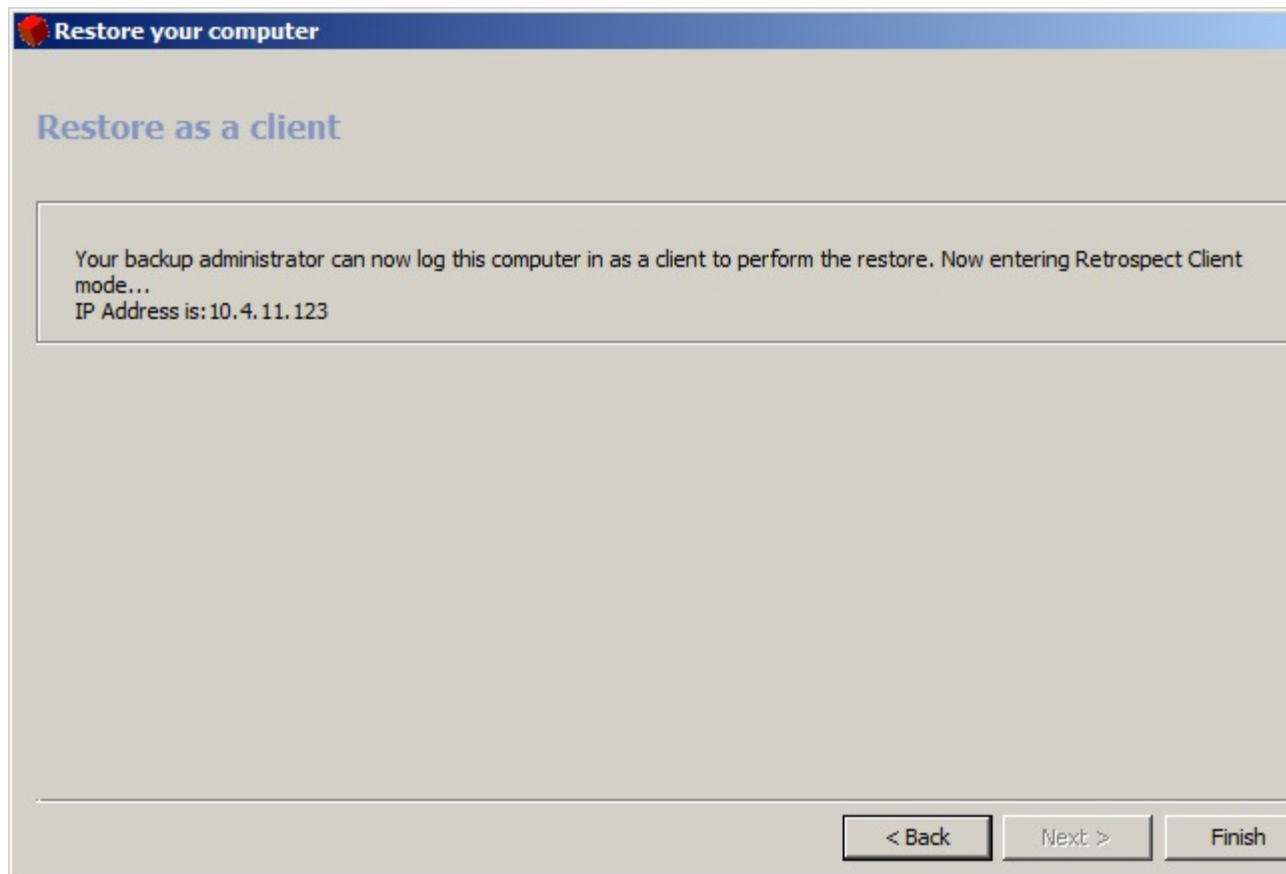 Restore your computer
Restore as a client
Your backup administrator can now log this computer in as a client to perform the restore. Now entering Retrospect Client
mode...
IP Address is:10.4.11.123
< Back
Next >
Finish